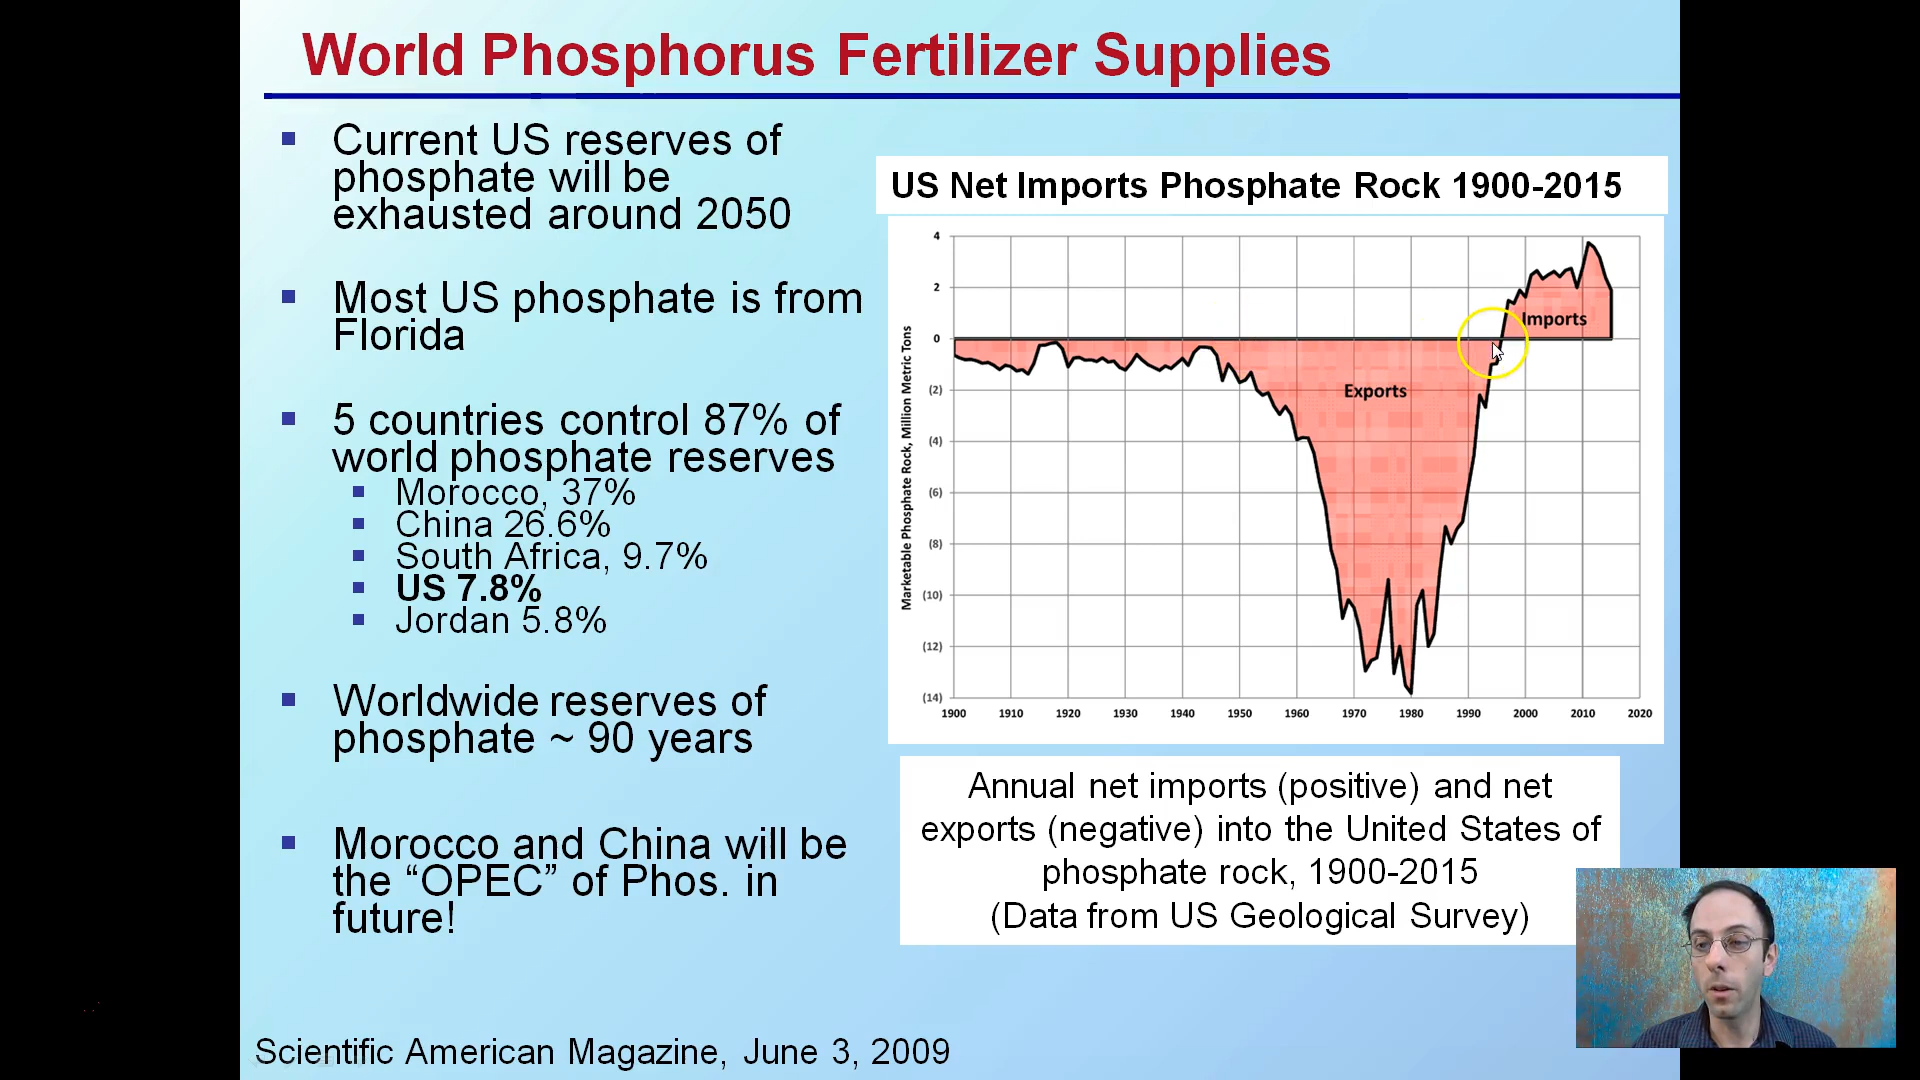 World Phosphorus Fertilizer Supplies
Current US reserves of
phosphate will be
exhausted around 2050
Most US phosphate is from
Florida
5 countries control 87% of
world phosphate reserves
Morocco, 37%
China 26.6%
South Africa, 9.7%
US 7.8%
Jordan 5.8%
Worldwide reserves of
phosphate ~ 90 years
Morocco and China will be
the “OPEC” of Phos. in
future!
Scientific American Magazine, June 3, 2009
US Net Imports Phosphate Rock 1900-2015
Marketable Phosphate Rock, Million Metric Tons
4
2
0
(2)
(4)
(6)
(8)
(10)
(12)
(14)
Imports
Exports
1900 1910 1920 1930 1940 1950 1960 1970 1980 1990 2000 2010 2020
Annual net imports (positive) and net
exports (negative) into the United States of
phosphate rock, 1900-2015
(Data from US Geological Survey)